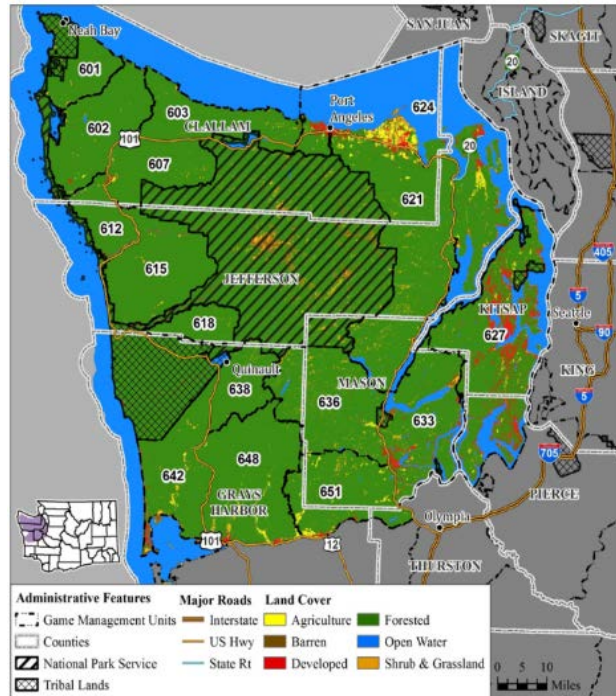 SAN JUAN
SKAGIT
Neah Bay
601
20
ISLAND
603
Port
Angeles
624
602
CLALLAM
101
20
607
621
612
405
615
JEFFERSON
5
KITSAP
Seattle
618
627
90
Quinault
MASON
KING
638
636
5
633
705
642
648
GRAYS
HARBOR
651
PIERCE
Olympia
101
12
THURSTON
Administrative Features
Game Management Units
Counties
National Park Service
Tribal Lands
Major Roads
Interstate
US Hwy
State Rt
Land Cover
Agriculture
Barren
Developed
Forested
Open Water
Shrub & Grassland
0 5 10
Miles